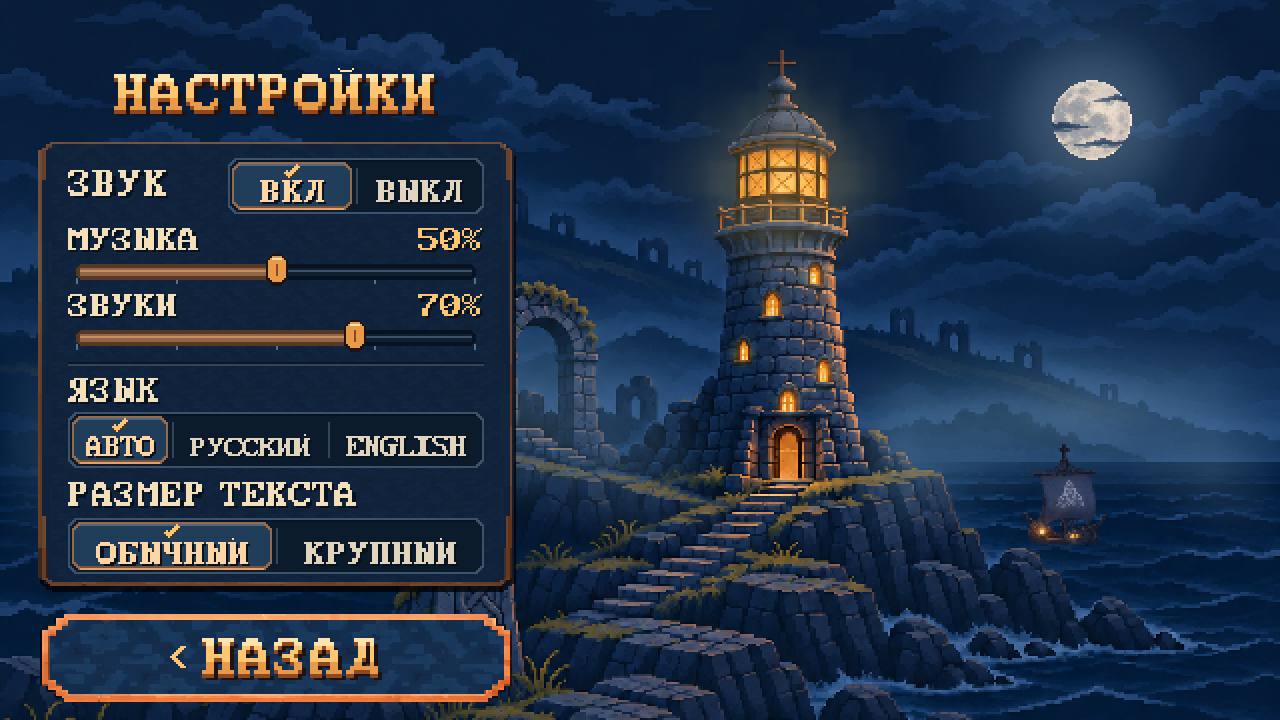 НАСТРОЙКИ
ЗВУК ВКЛ ВЫКЛ
МУЗЫКА 50%
ЗВУКИ 70%
ЯЗЫК
АВТО РУССКИЙ ENGLISH
РАЗМЕР ТЕКСТА
ОБЫЧНЫЙ КРУПНЫЙ
< НАЗАД